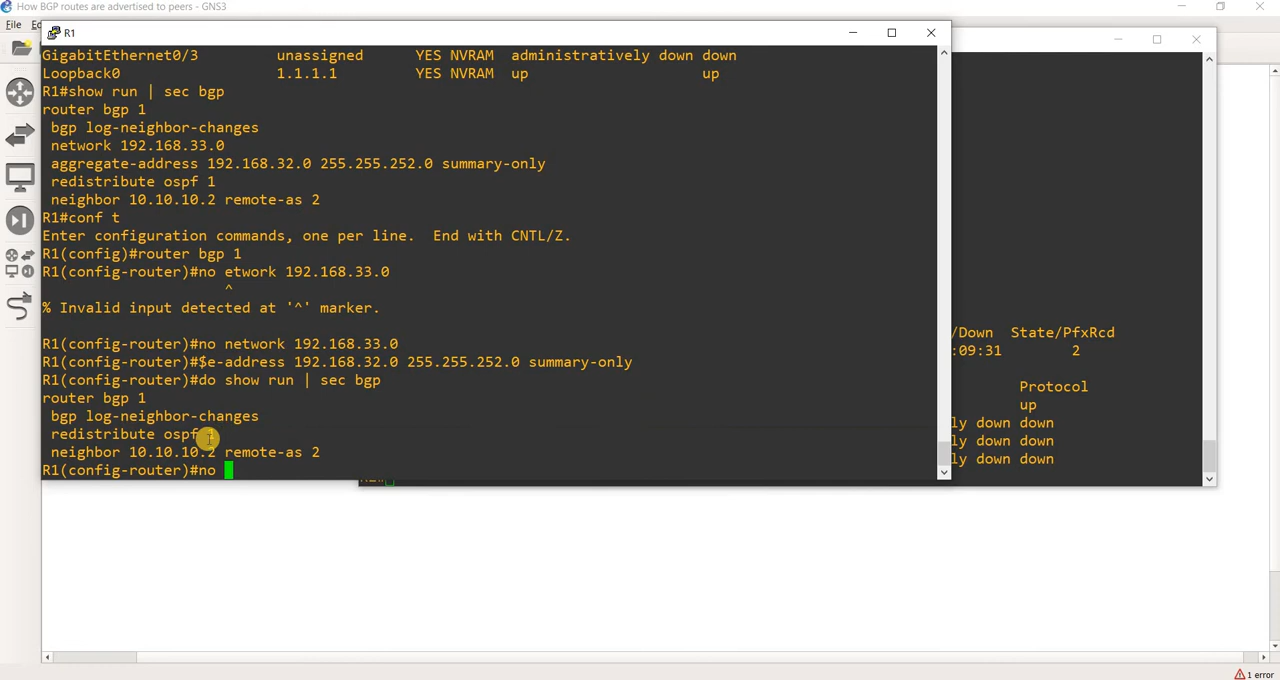 How BGP routes are advertised to peers - GNS3
File
R1
GigabitEthernet0/3 unassigned YES NVRAM administratively down down
Loopback0 1.1.1.1 YES NVRAM up up
R1#show run | sec bgp
router bgp 1
bgp log-neighbor-changes
network 192.168.33.0
aggregate-address 192.168.32.0 255.255.252.0 summary-only
redistribute ospf 1
neighbor 10.10.10.2 remote-as 2
R1#conf t
Enter configuration commands, one per line. End with CNTL/Z.
R1(config)#router bgp 1
R1(config-router)#no etwork 192.168.33.0
^
% Invalid input detected at '^' marker.
R1(config-router)#no network 192.168.33.0
R1(config-router)#$e-address 192.168.32.0 255.255.252.0 summary-only
R1(config-router)#do show run | sec bgp
router bgp 1
bgp log-neighbor-changes
redistribute ospf 1
neighbor 10.10.10.2 remote-as 2
R1(config-router)#no
/Down State/PfxRcd
:09:31 2
Protocol
up
ly down down
ly down down
ly down down
1 error